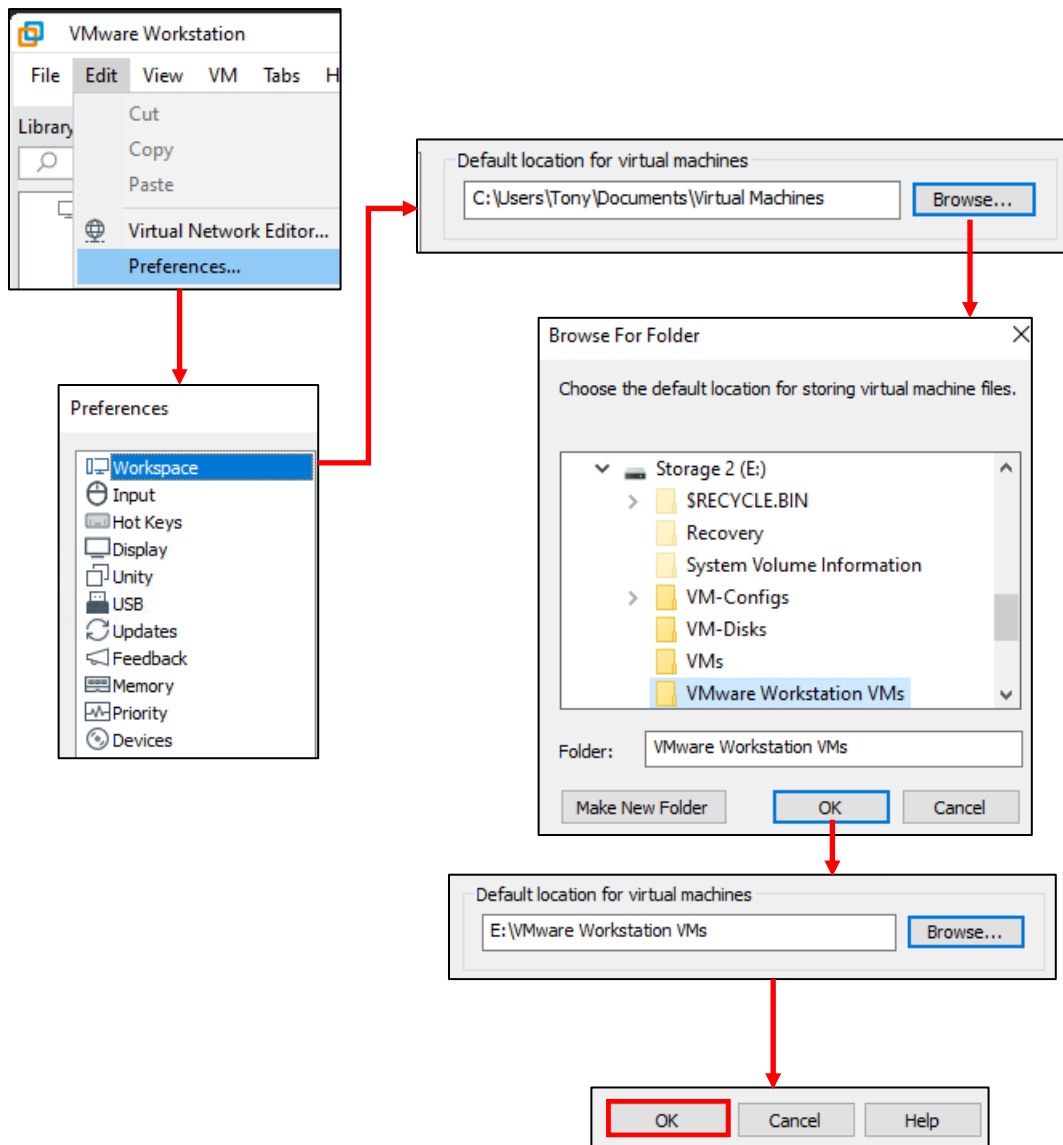 VMware Workstation
File Edit View VM Tabs H
Library
Cut
Copy
Paste
Virtual Network Editor...
Preferences...
Preferences
Workspace
Input
Hot Keys
Display
Unity
USB
Updates
Feedback
Memory
Priority
Devices
Default location for virtual machines
C:\Users\Tony\Documents\Virtual Machines Browse...
Browse For Folder
Choose the default location for storing virtual machine files.
Storage 2 (E:)
$RECYCLE.BIN
Recovery
System Volume Information
VM-Configs
VM-Disks
VMs
VMware Workstation VMs
Folder: VMware Workstation VMs
Make New Folder OK Cancel
Default location for virtual machines
E:\VMware Workstation VMs Browse...
OK Cancel Help